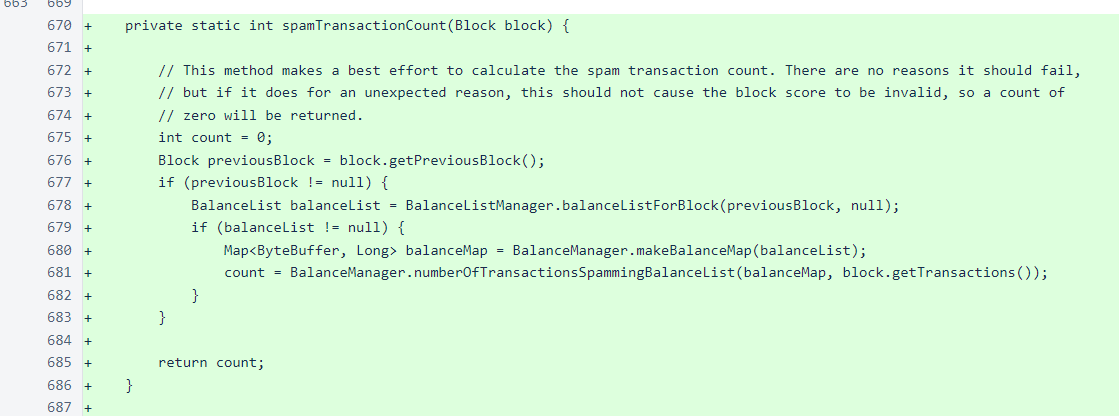 663 669
670 + private static int spamTransactionCount(Block block) {
671 +
672 + // This method makes a best effort to calculate the spam transaction count. There are no reasons it should fail,
673 + // but if it does for an unexpected reason, this should not cause the block score to be invalid, so a count of
674 + // zero will be returned.
675 + int count = 0;
676 + Block previousBlock = block.getPreviousBlock();
677 + if (previousBlock != null) {
678 + BalanceList balanceList = BalanceListManager.balanceListForBlock(previousBlock, null);
679 + if (balanceList != null) {
680 + Map<ByteBuffer, Long> balanceMap = BalanceManager.makeBalanceMap(balanceList);
681 + count = BalanceManager.numberOfTransactionsSpammingBalanceList(balanceMap, block.getTransactions());
682 + }
683 + }
684 +
685 + return count;
686 + }
687 +